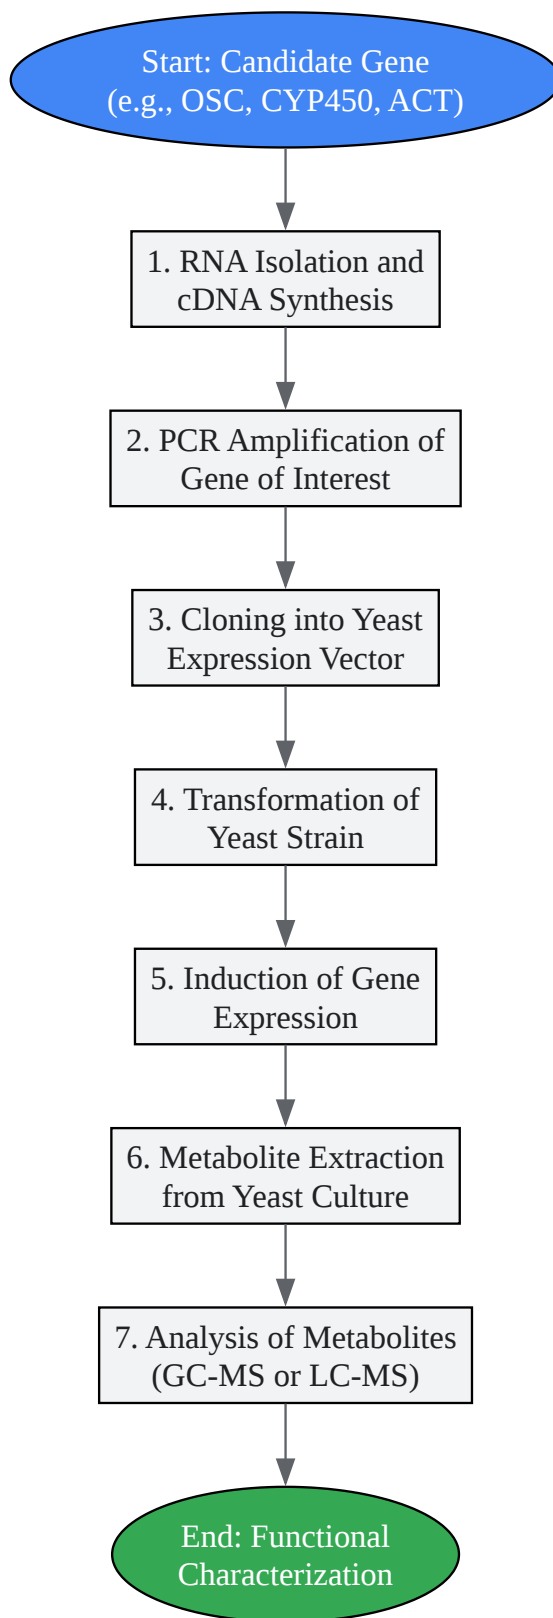 Start: Candidate Gene
(e.g., OSC, CYP450, ACT)
1. RNA Isolation and
cDNA Synthesis
2. PCR Amplification of
Gene of Interest
3. Cloning into Yeast
Expression Vector
4. Transformation of
Yeast Strain
5. Induction of Gene
Expression
6. Metabolite Extraction
from Yeast Culture
7. Analysis of Metabolites
(GC-MS or LC-MS)
End: Functional
Characterization